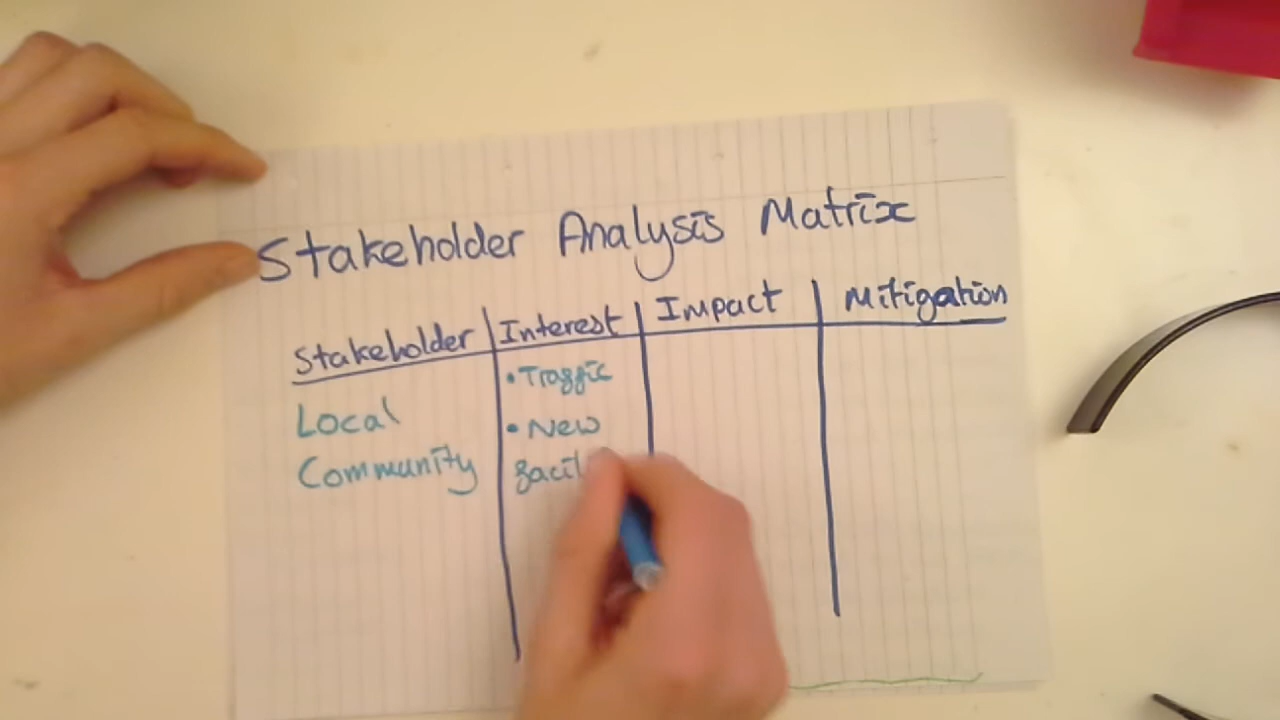 Stakeholder Analysis Matrix
Stakeholder Interest Impact Mitigation
Local
Community
• Traffic
• New